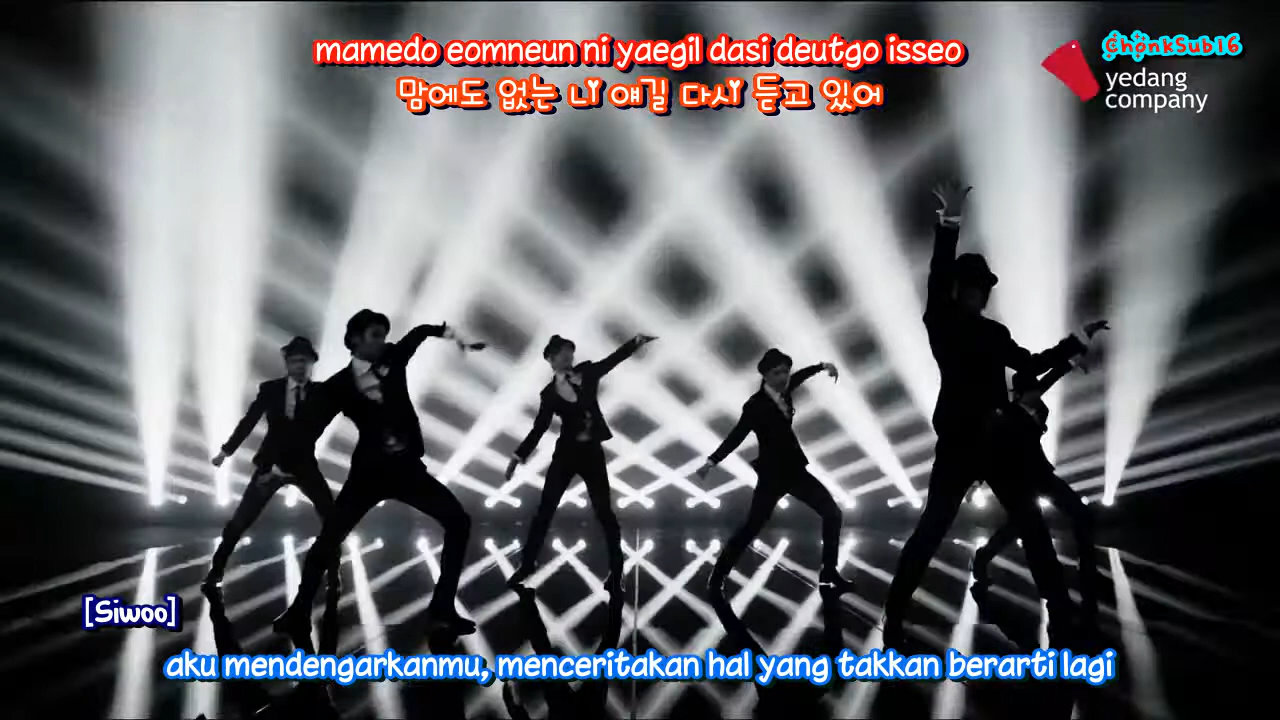 mamedo eomneun ni yaegil dasi deutgo isseo
맘에도 없는 니 얘길 다시 듣고 있어
ChonkSub16
yedang
company
[Siwoo]
aku mendengarkanmu, menceritakan hal yang takkan berarti lagi